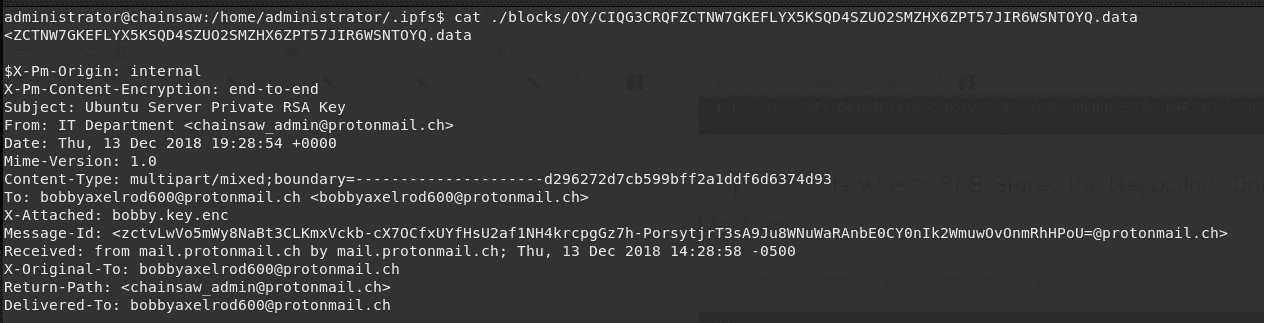 administrator@chainsaw:/home/administrator/.ipfs$ cat ./blocks/OY/CIQG3CRQFZCTNW7GKEFLYX5KSQD4SZUO2SMZHX6ZPT57JIR6WSNTOYQ.data
<ZCTNW7GKEFLYX5KSQD4SZUO2SMZHX6ZPT57JIR6WSNTOYQ.data
$X-Pm-Origin: internal
X-Pm-Content-Encryption: end-to-end
Subject: Ubuntu Server Private RSA Key
From: IT Department <chainsaw_admin@protonmail.ch>
Date: Thu, 13 Dec 2018 19:28:54 +0000
Mime-Version: 1.0
Content-Type: multipart/mixed;boundary=---------------------d296272d7cb599bff2a1ddf6d6374d93
To: bobbyaxelrod600@protonmail.ch <bobbyaxelrod600@protonmail.ch>
X-Attached: bobby.key.enc
Message-Id: <zctvLwVo5mWy8NaBt3CLKmxVckb-cX7OCfxUYfHsU2af1NH4krcpgGz7h-PorsytjrT3sA9Ju8WNuWaRAnbE0CY0nIk2WmuwOvOnmRhHPoU=@protonmail.ch>
Received: from mail.protonmail.ch by mail.protonmail.ch; Thu, 13 Dec 2018 14:28:58 -0500
X-Original-To: bobbyaxelrod600@protonmail.ch
Return-Path: <chainsaw_admin@protonmail.ch>
Delivered-To: bobbyaxelrod600@protonmail.ch